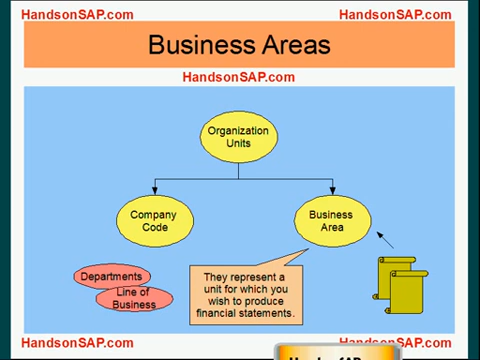 HandsonSAP.com
HandsonSAP.com
Business Areas
HandsonSAP.com
Organization
Units
Company
Code
Business
Area
Departments
Line of
Business
They represent a
unit for which you
wish to produce
financial statements.
HandsonSAP.com
HandsonSAP.com